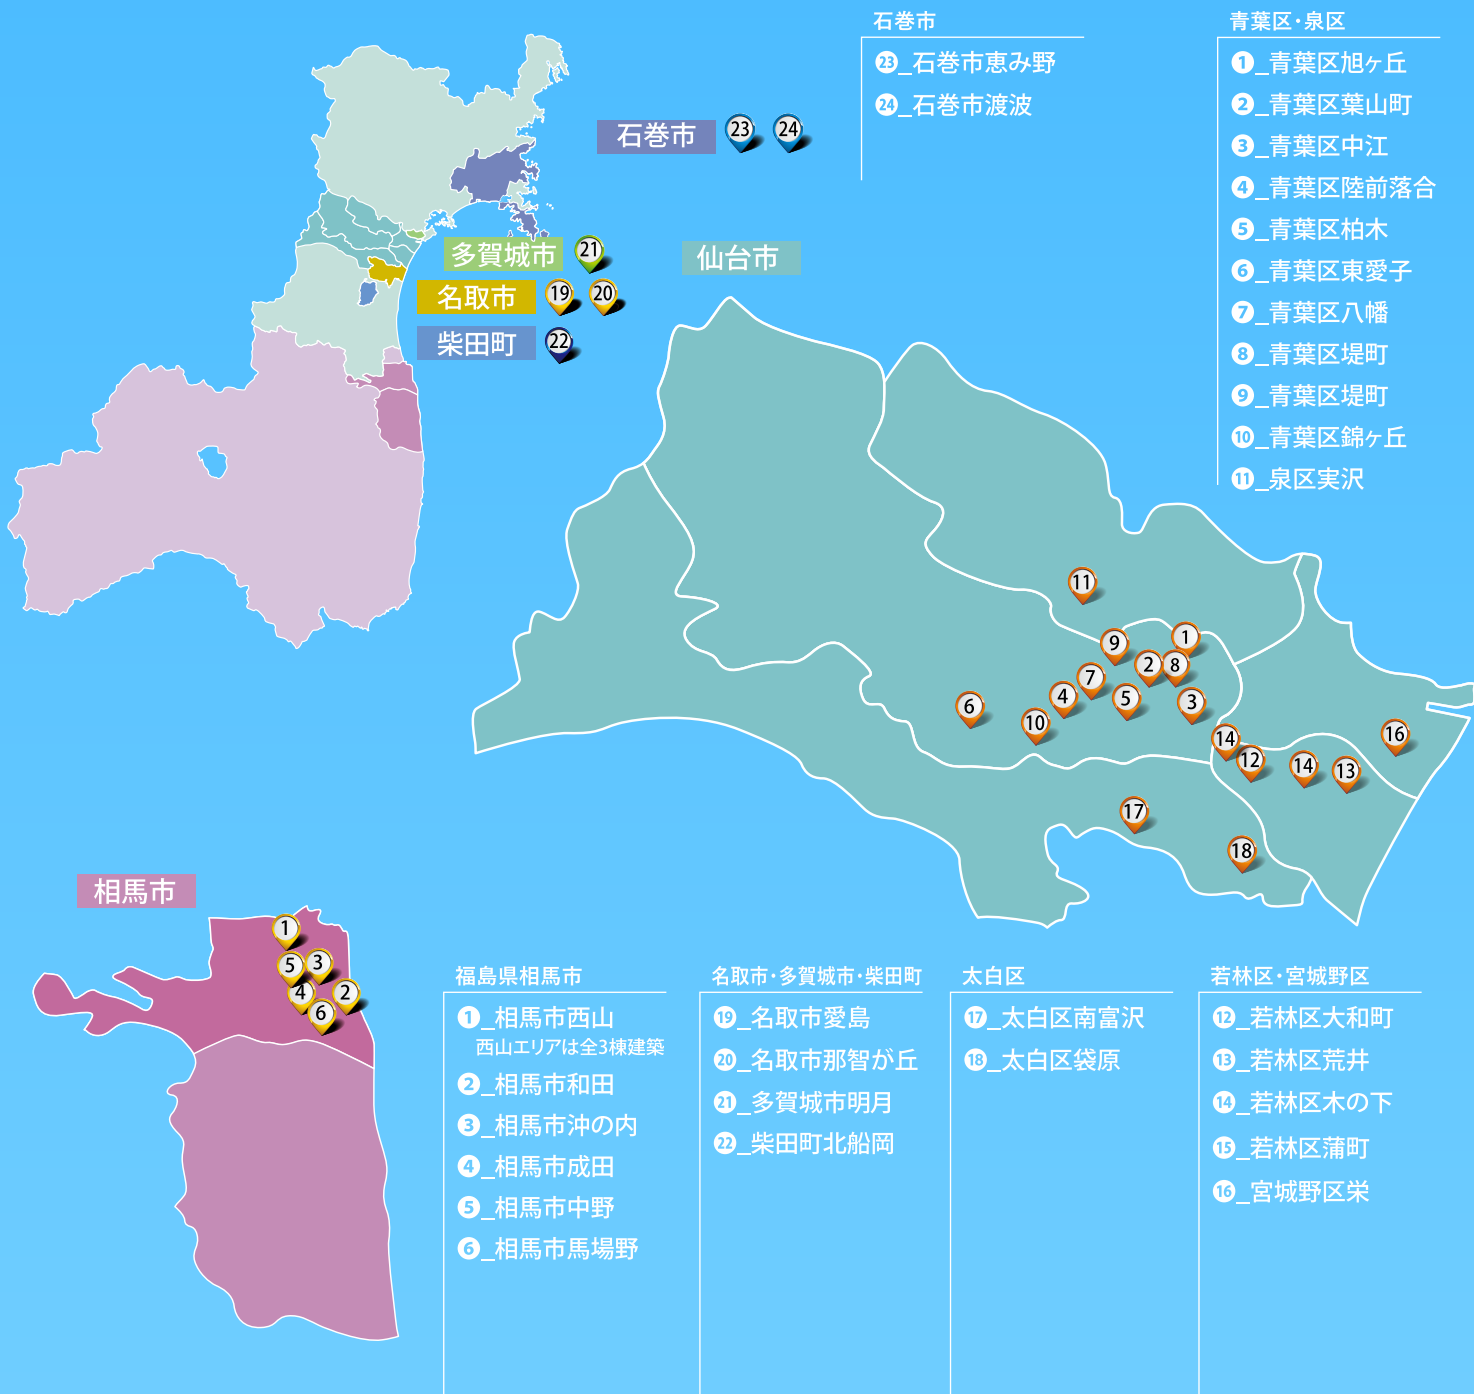 石巻市
㉓_石巻市恵み野
㉔_石巻市渡波
青葉区・泉区
❶_青葉区旭ヶ丘
❷_青葉区葉山町
❸_青葉区中江
❹_青葉区陸前落合
❺_青葉区柏木
❻_青葉区東愛子
❼_青葉区八幡
❽_青葉区堤町
❾_青葉区堤町
❿_青葉区錦ヶ丘
⓫_泉区実沢
石巻市
23
24
多賀城市
21
名取市
19
20
柴田町
22
仙台市
11
9
1
2
8
7
4
5
3
6
10
14
12
14
13
16
17
18
相馬市
1
5
3
4
2
6
福島県相馬市
❶_相馬市西山
西山エリアは全3棟建築
❷_相馬市和田
❸_相馬市沖の内
❹_相馬市成田
❺_相馬市中野
❻_相馬市馬場野
名取市・多賀城市・柴田町
⓳_名取市愛島
⓴_名取市那智が丘
㉑_多賀城市明月
㉒_柴田町北船岡
太白区
⓱_太白区南富沢
⓲_太白区袋原
若林区・宮城野区
⓬_若林区大和町
⓭_若林区荒井
⓮_若林区木の下
⓯_若林区蒲町
⓰_宮城野区栄